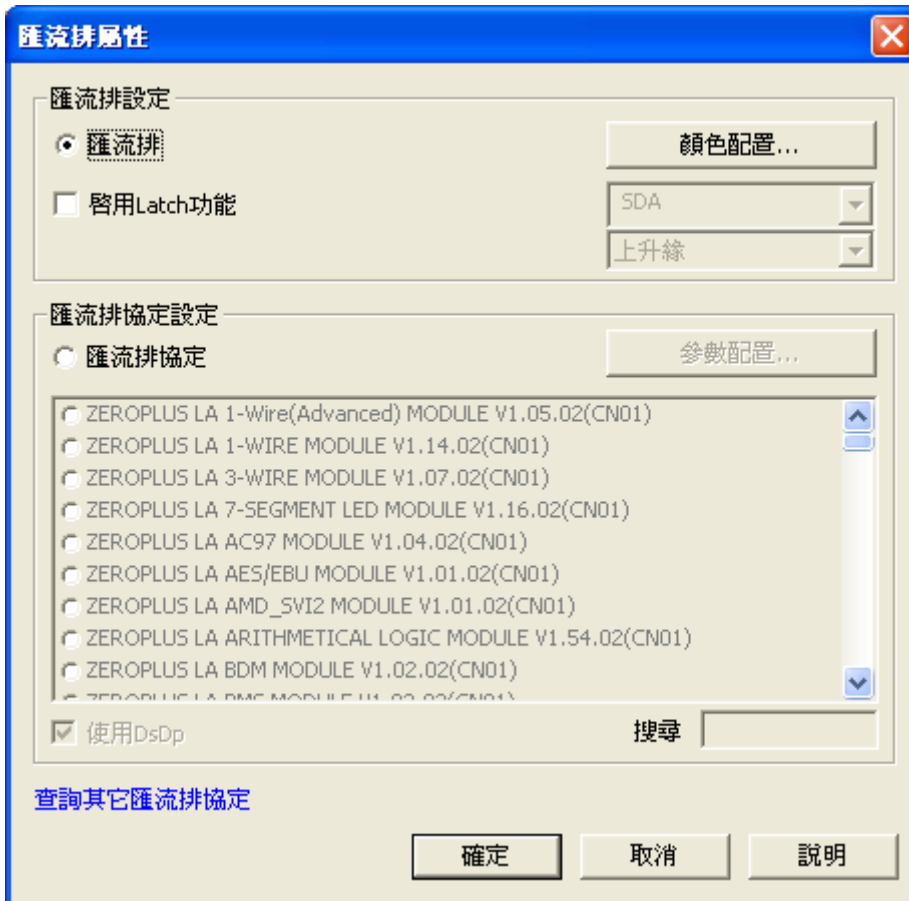 匯流排屬性
匯流排設定
匯流排
顏色配置...
啓用Latch功能
SDA
上升緣
匯流排協定設定
匯流排協定
參數配置...
ZEROPLUS LA 1-Wire(Advanced) MODULE V1.05.02(CN01)
ZEROPLUS LA 1-WIRE MODULE V1.14.02(CN01)
ZEROPLUS LA 3-WIRE MODULE V1.07.02(CN01)
ZEROPLUS LA 7-SEGMENT LED MODULE V1.16.02(CN01)
ZEROPLUS LA AC97 MODULE V1.04.02(CN01)
ZEROPLUS LA AES/EBU MODULE V1.01.02(CN01)
ZEROPLUS LA AMD_SVI2 MODULE V1.01.02(CN01)
ZEROPLUS LA ARITHMETICAL LOGIC MODULE V1.54.02(CN01)
ZEROPLUS LA BDM MODULE V1.02.02(CN01)
使用DsDp
搜尋
查詢其它匯流排協定
確定
取消
說明